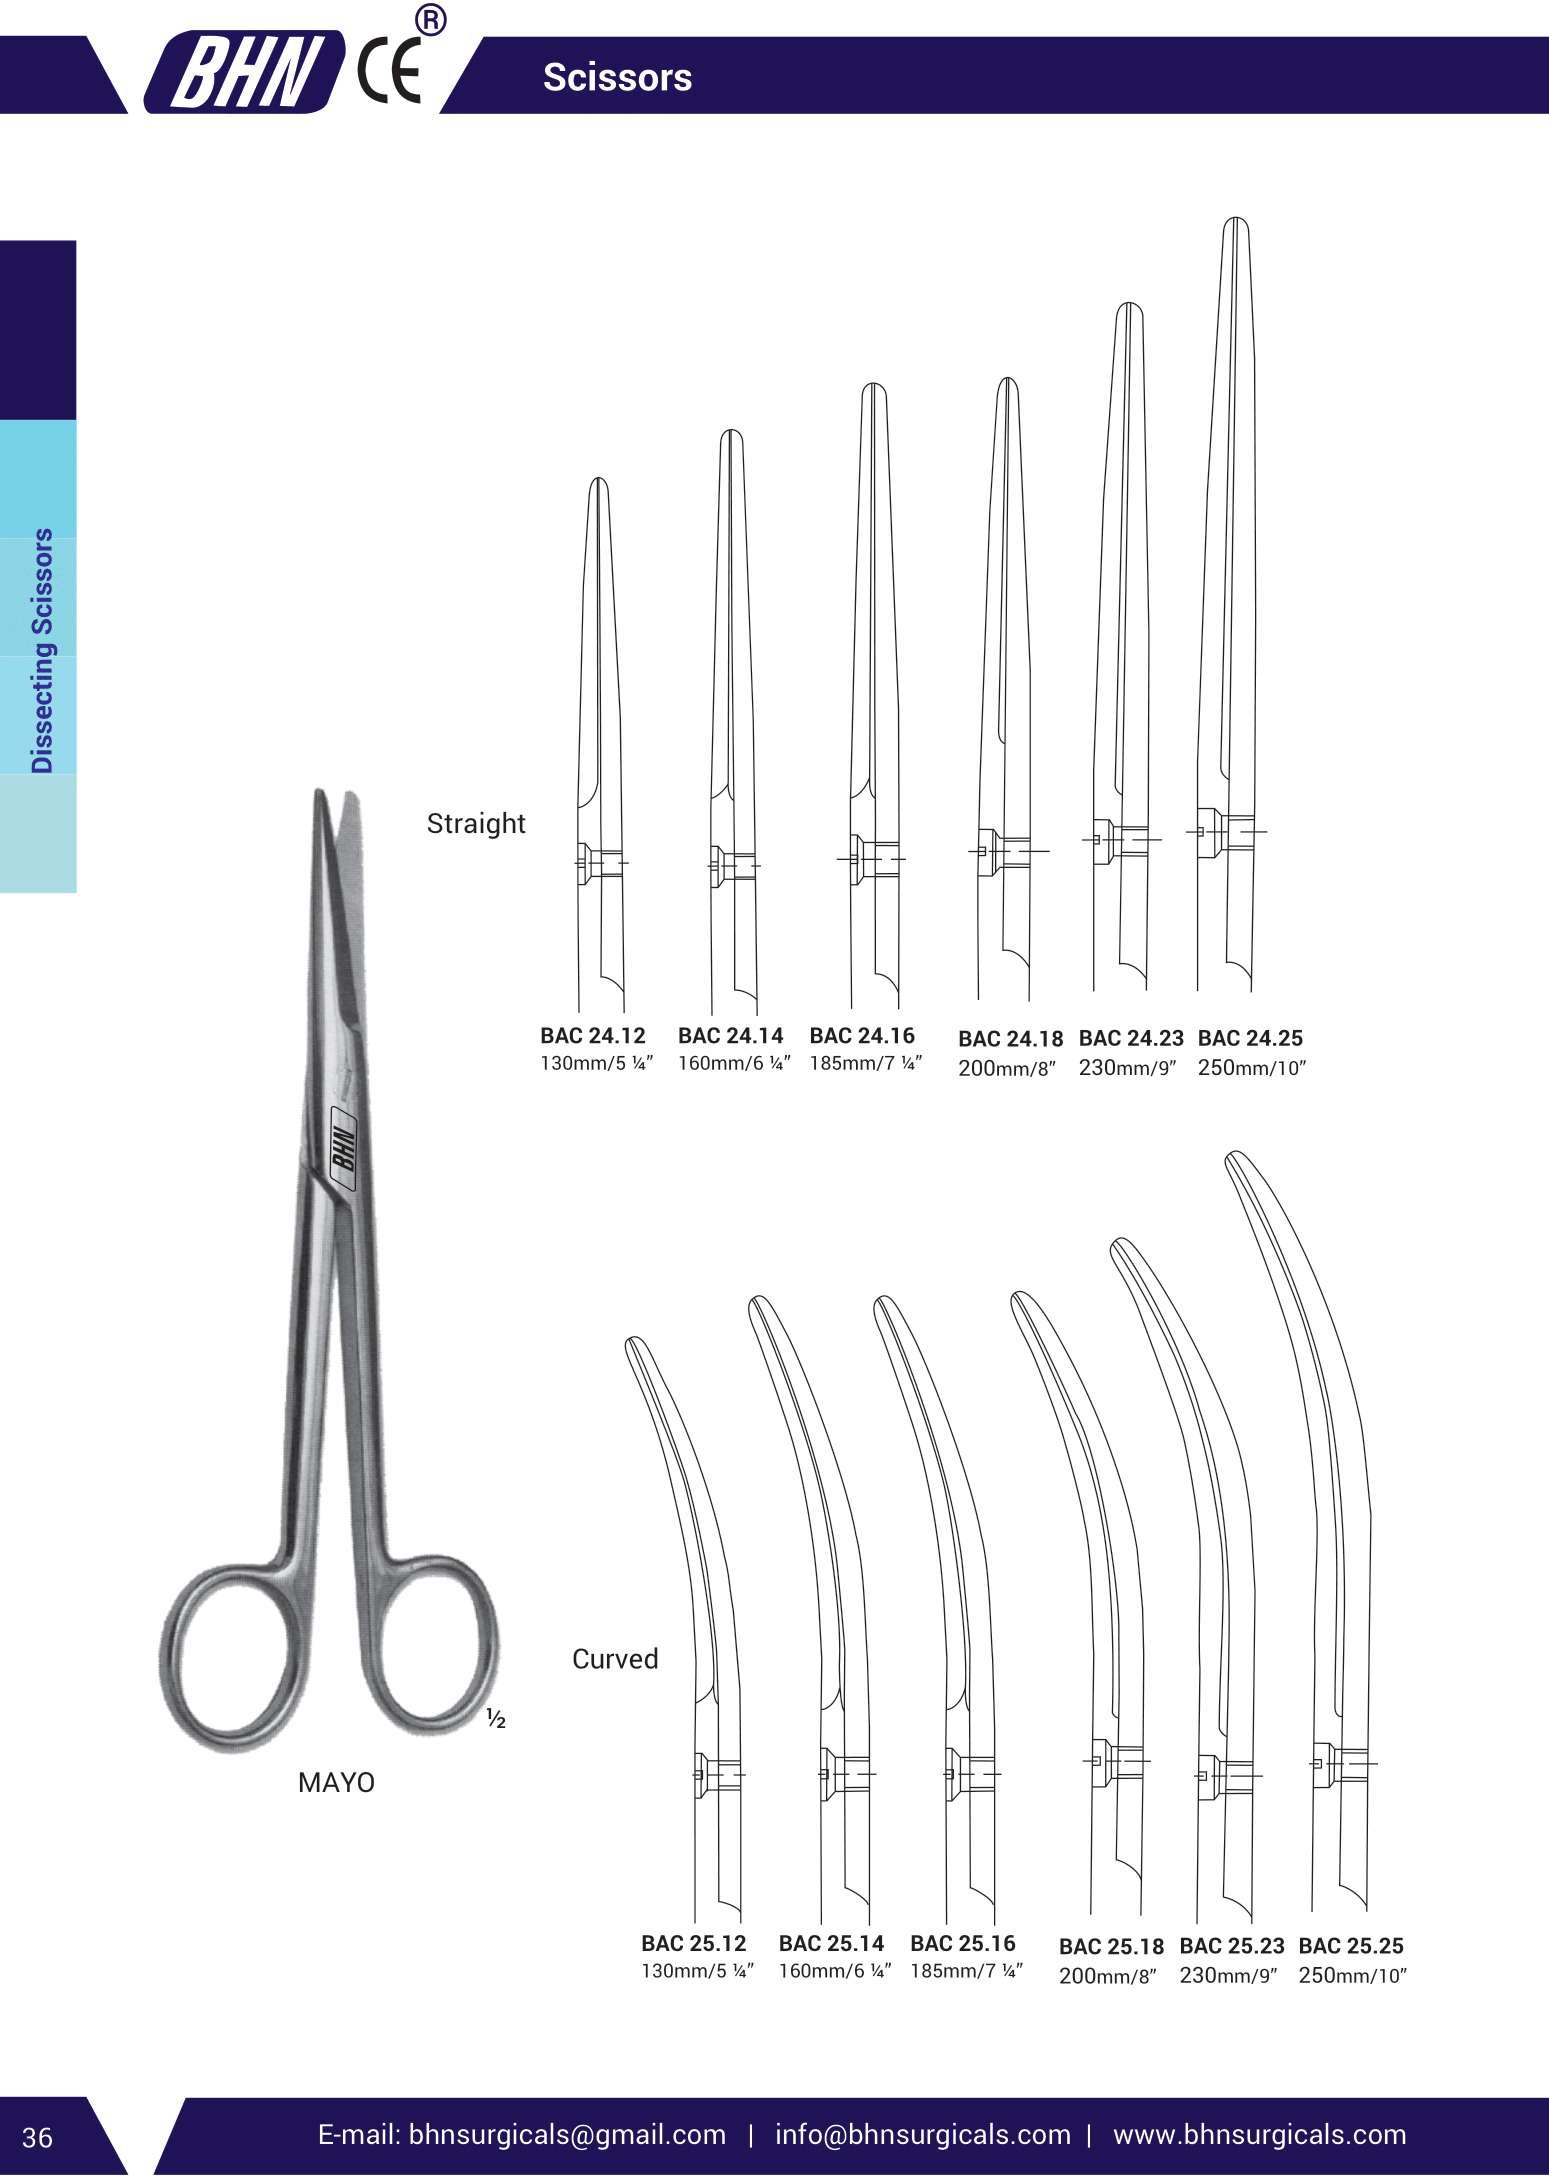 BHN CE ®
Scissors
Dissecting Scissors
Straight
BHN
BAC 24.12 BAC 24.14 BAC 24.16 BAC 24.18 BAC 24.23 BAC 24.25
130mm/5 ¼” 160mm/6 ¼” 185mm/7 ¼” 200mm/8” 230mm/9” 250mm/10”
Curved
½
MAYO
BAC 25.12 BAC 25.14 BAC 25.16 BAC 25.18 BAC 25.23 BAC 25.25
130mm/5 ¼” 160mm/6 ¼” 185mm/7 ¼” 200mm/8” 230mm/9” 250mm/10”
36
E-mail: bhnsurgicals@gmail.com | info@bhnsurgicals.com | www.bhnsurgicals.com